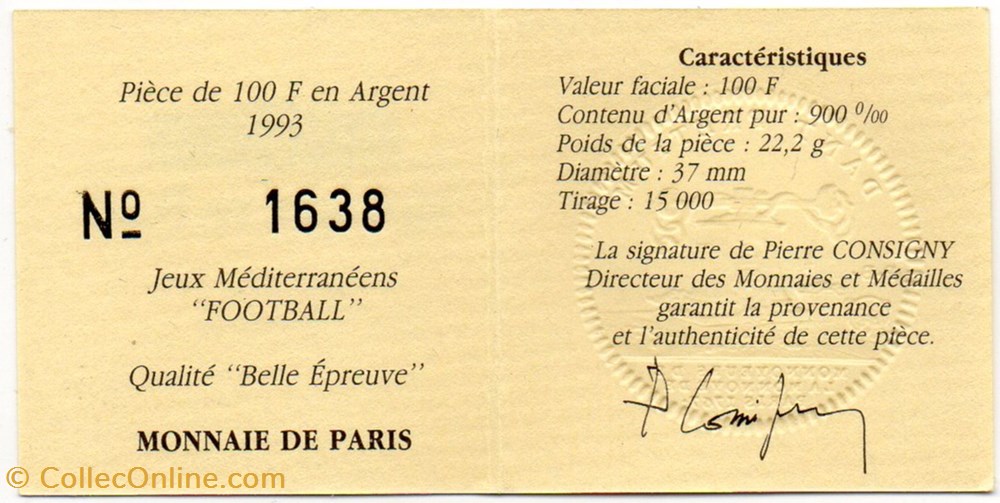 Pièce de 100 F en Argent
1993
Nº 1638
Jeux Méditerranéens
"FOOTBALL"
Qualité "Belle Épreuve"
MONNAIE DE PARIS
Caractéristiques
Valeur faciale : 100 F
Contenu d'Argent pur : 900 ‰
Poids de la pièce : 22,2 g
Diamètre : 37 mm
Tirage : 15 000
La signature de Pierre CONSIGNY
Directeur des Monnaies et Médailles
garantit la provenance
et l'authenticité de cette pièce.
© CollecOnline.com